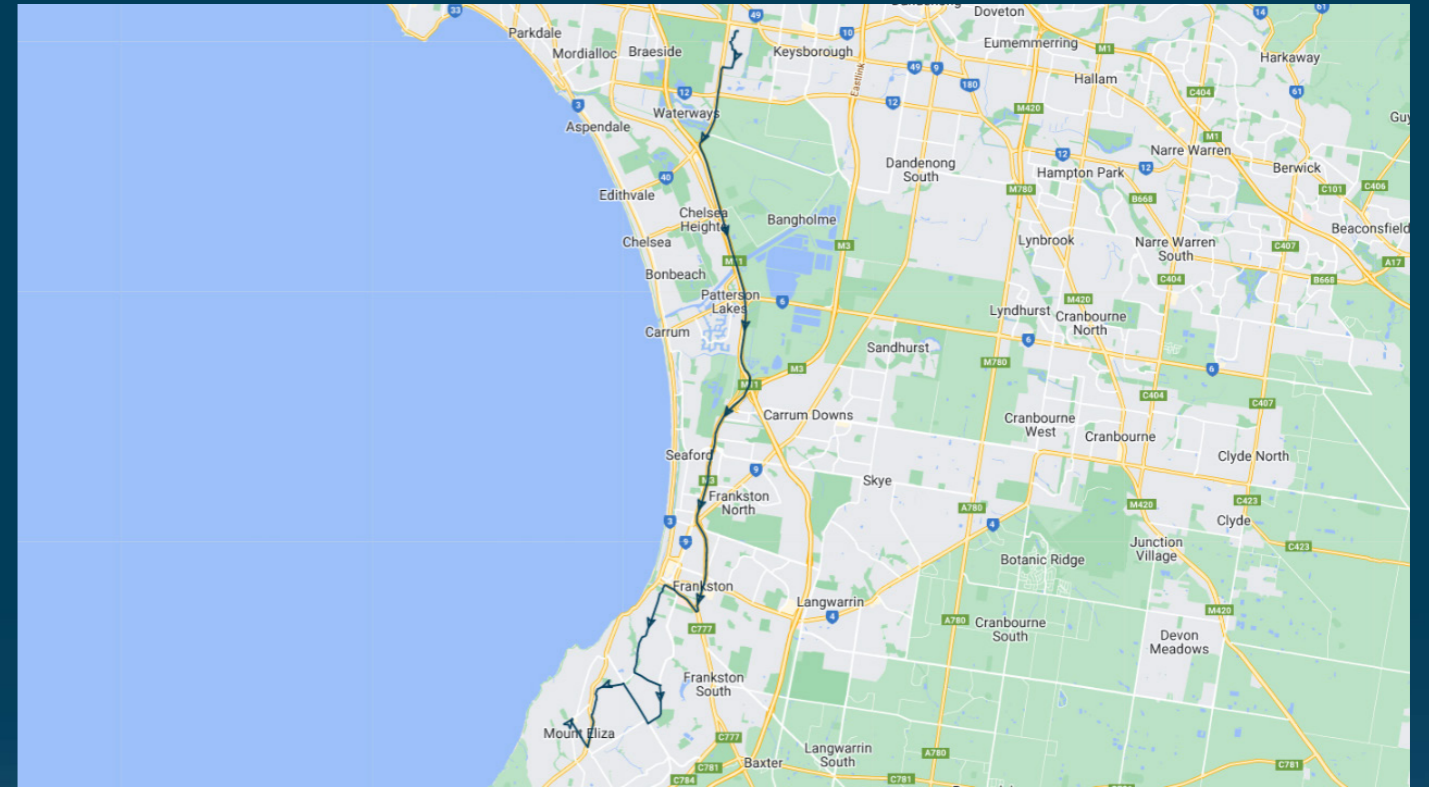 33
49
Doveton
14
61
Parkdale
10
Eumemmerring
M1
Mordialloc
Braeside
Keysborough
Harkaway
49
9
Eastlink
Hallam
180
12
C404
61
3
12
M420
Waterways
Aspendale
M1
Narre Warren
12
12
Dandenong
South
Hampton Park
Berwick
40
M780
C101
C406
Edithvale
B668
Chelsea
Heights
Bangholme
Beaconsfield
Chelsea
M3
Lynbrook
Narre Warren
South
C407
A17
Bonbeach
C404
B668
Patterson
Lakes
6
M420
Lyndhurst
Cranbourne
North
Carrum
6
Sandhurst
M780
M3
6
C404
C407
Carrum Downs
Cranbourne
West
Cranbourne
Seaford
9
Clyde North
Skye
Frankston
North
C423
M420
A780
3
4
Clyde
9
Junction
Village
C423
Botanic Ridge
Frankston
Langwarrin
4
M420
C777
A780
Cranbourne
South
Devon
Meadows
Frankston
South
Mount Eliza
C777
Langwarrin
South
A780
Baxter
C781
C781
C784
C781